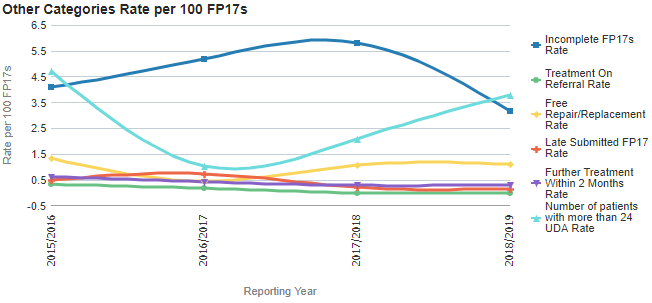 Other Categories Rate per 100 FP17s
6.5
5.5
4.5
3.5
2.5
1.5
0.5
-0.5
Rate per 100 FP17s
2015/2016
2016/2017
2017/2018
2018/2019
Reporting Year
Incomplete FP17s
Rate
Treatment On
Referral Rate
Free
Repair/Replacement
Rate
Late Submitted FP17
Rate
Further Treatment
Within 2 Months
Rate
Number of patients
with more than 24
UDA Rate